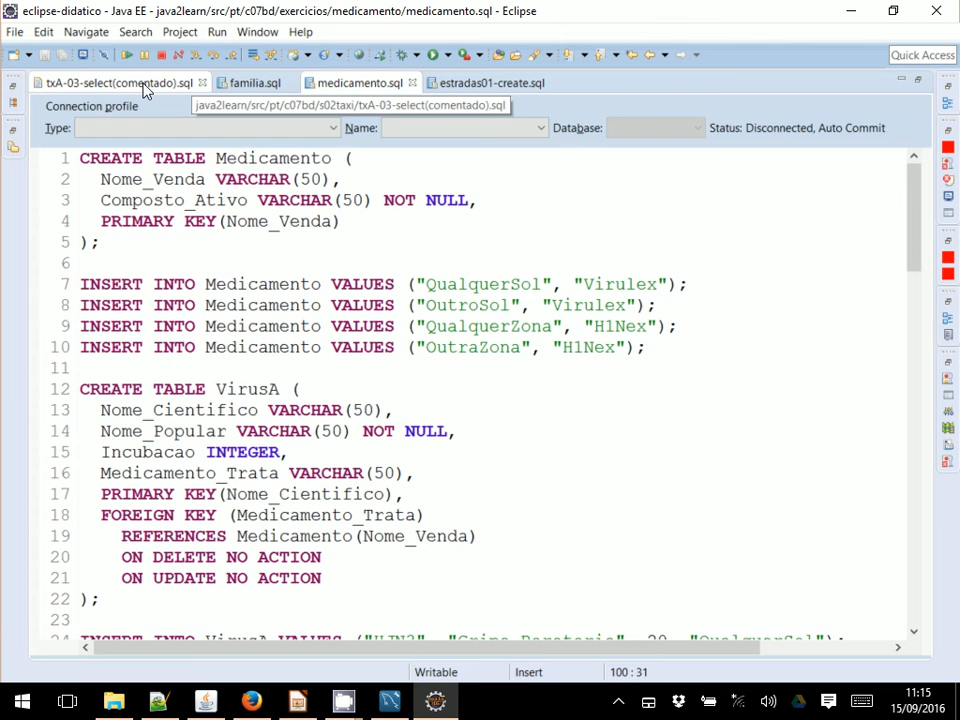 eclipse-didatico - Java EE - java2learn/src/pt/c07bd/exercicios/medicamento/medicamento.sql - Eclipse
File Edit Navigate Search Project Run Window Help
Quick Access
txA-03-select(comentado).sql familia.sql medicamento.sql estradas01-create.sql
Connection profile java2learn/src/pt/c07bd/s02taxi/txA-03-select(comentado).sql
Type: Name: Database: Status: Disconnected, Auto Commit
1 CREATE TABLE Medicamento (
2 Nome_Venda VARCHAR(50),
3 Composto_Ativo VARCHAR(50) NOT NULL,
4 PRIMARY KEY(Nome_Venda)
5 );
6
7 INSERT INTO Medicamento VALUES ("QualquerSol", "Virulex");
8 INSERT INTO Medicamento VALUES ("OutroSol", "Virulex");
9 INSERT INTO Medicamento VALUES ("QualquerZona", "H1Nex");
10 INSERT INTO Medicamento VALUES ("OutraZona", "H1Nex");
11
12 CREATE TABLE VirusA (
13 Nome_Cientifico VARCHAR(50),
14 Nome_Popular VARCHAR(50) NOT NULL,
15 Incubacao INTEGER,
16 Medicamento_Trata VARCHAR(50),
17 PRIMARY KEY(Nome_Cientifico),
18 FOREIGN KEY (Medicamento_Trata)
19 REFERENCES Medicamento(Nome_Venda)
20 ON DELETE NO ACTION
21 ON UPDATE NO ACTION
22 );
23
24 INSERT INTO VirusA VALUES
Writable Insert 100 : 31
11:15
15/09/2016